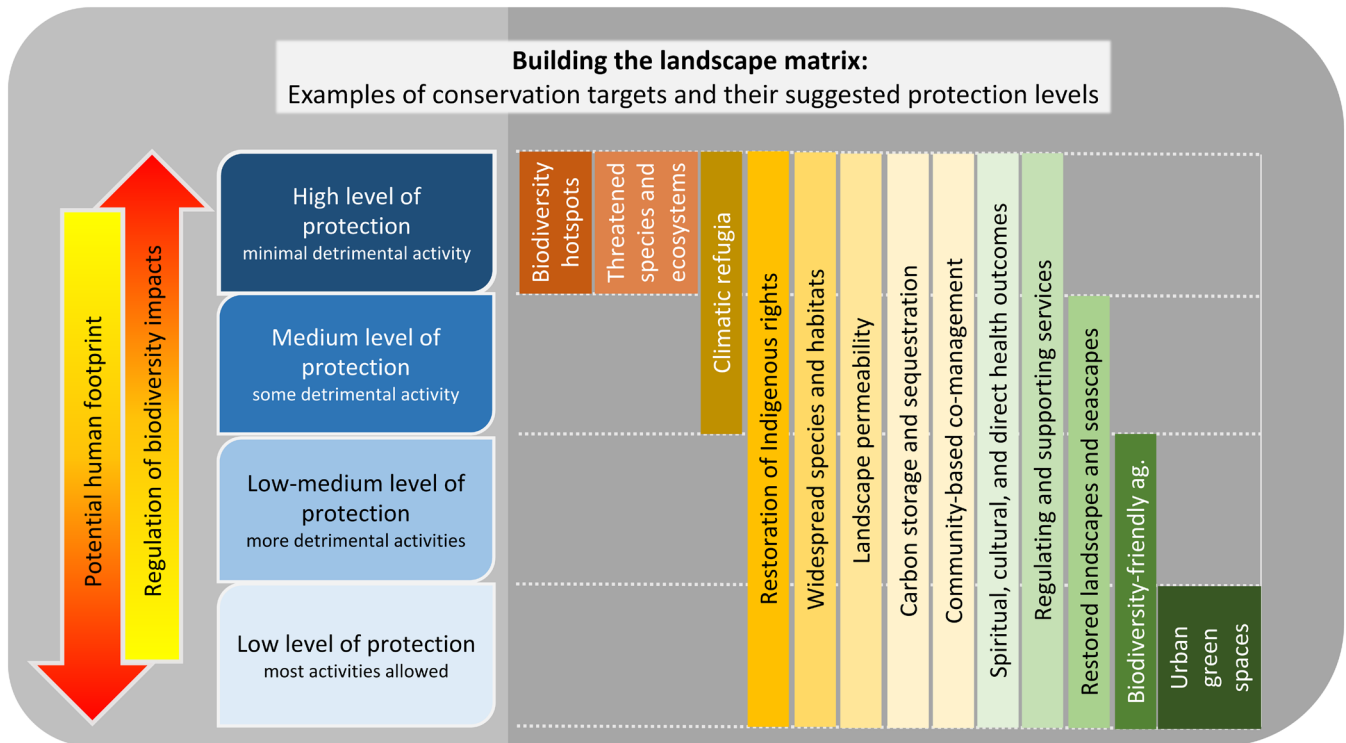 Building the landscape matrix:
Examples of conservation targets and their suggested protection levels
Potential human footprint
Regulation of biodiversity impacts
High level of
protection
minimal detrimental activity
Medium level of
protection
some detrimental activity
Low-medium level of
protection
more detrimental activities
Low level of protection
most activities allowed
Biodiversity
hotspots
Threatened
species and
ecosystems
Climatic refugia
Restoration of Indigenous rights
Widespread species and habitats
Landscape permeability
Carbon storage and sequestration
Community-based co-management
Spiritual, cultural, and direct health outcomes
Regulating and supporting services
Restored landscapes and seascapes
Biodiversity-friendly ag.
Urban
green
spaces